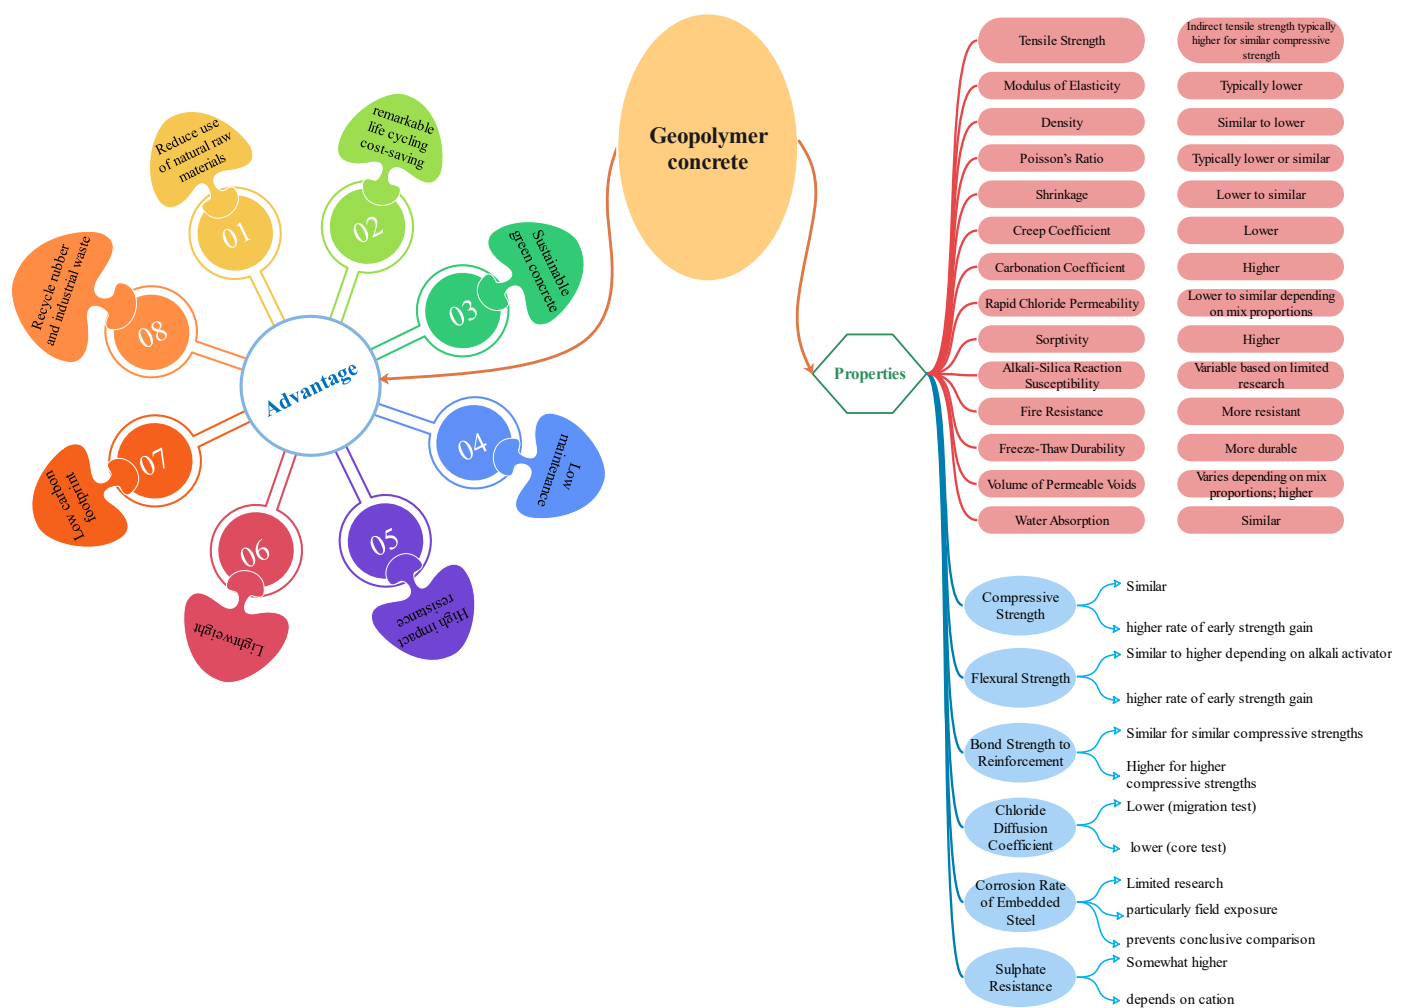 Geopolymer
concrete
Advantage
01
Reduce use
of natural raw
materials
02
remarkable
life cycling
cost-saving
03
Sustainable
green concrete
04
Low
maintenance
05
High impact
resistance
06
Lightweight
07
Low carbon
footprint
08
Recycle rubber
and industrial waste
Properties
Tensile Strength
Indirect tensile strength typically
higher for similar compressive
strength
Modulus of Elasticity
Typically lower
Density
Similar to lower
Poisson's Ratio
Typically lower or similar
Shrinkage
Lower to similar
Creep Coefficient
Lower
Carbonation Coefficient
Higher
Rapid Chloride Permeability
Lower to similar depending
on mix proportions
Sorptivity
Higher
Alkali-Silica Reaction
Susceptibility
Variable based on limited
research
Fire Resistance
More resistant
Freeze-Thaw Durability
More durable
Volume of Permeable Voids
Varies depending on mix
proportions; higher
Water Absorption
Similar
Compressive
Strength
Similar
higher rate of early strength gain
Flexural Strength
Similar to higher depending on alkali activator
higher rate of early strength gain
Bond Strength to
Reinforcement
Similar for similar compressive strengths
Higher for higher
compressive strengths
Chloride
Diffusion
Coefficient
Lower (migration test)
lower (core test)
Corrosion Rate
of Embedded
Steel
Limited research
particularly field exposure
prevents conclusive comparison
Sulphate
Resistance
Somewhat higher
depends on cation